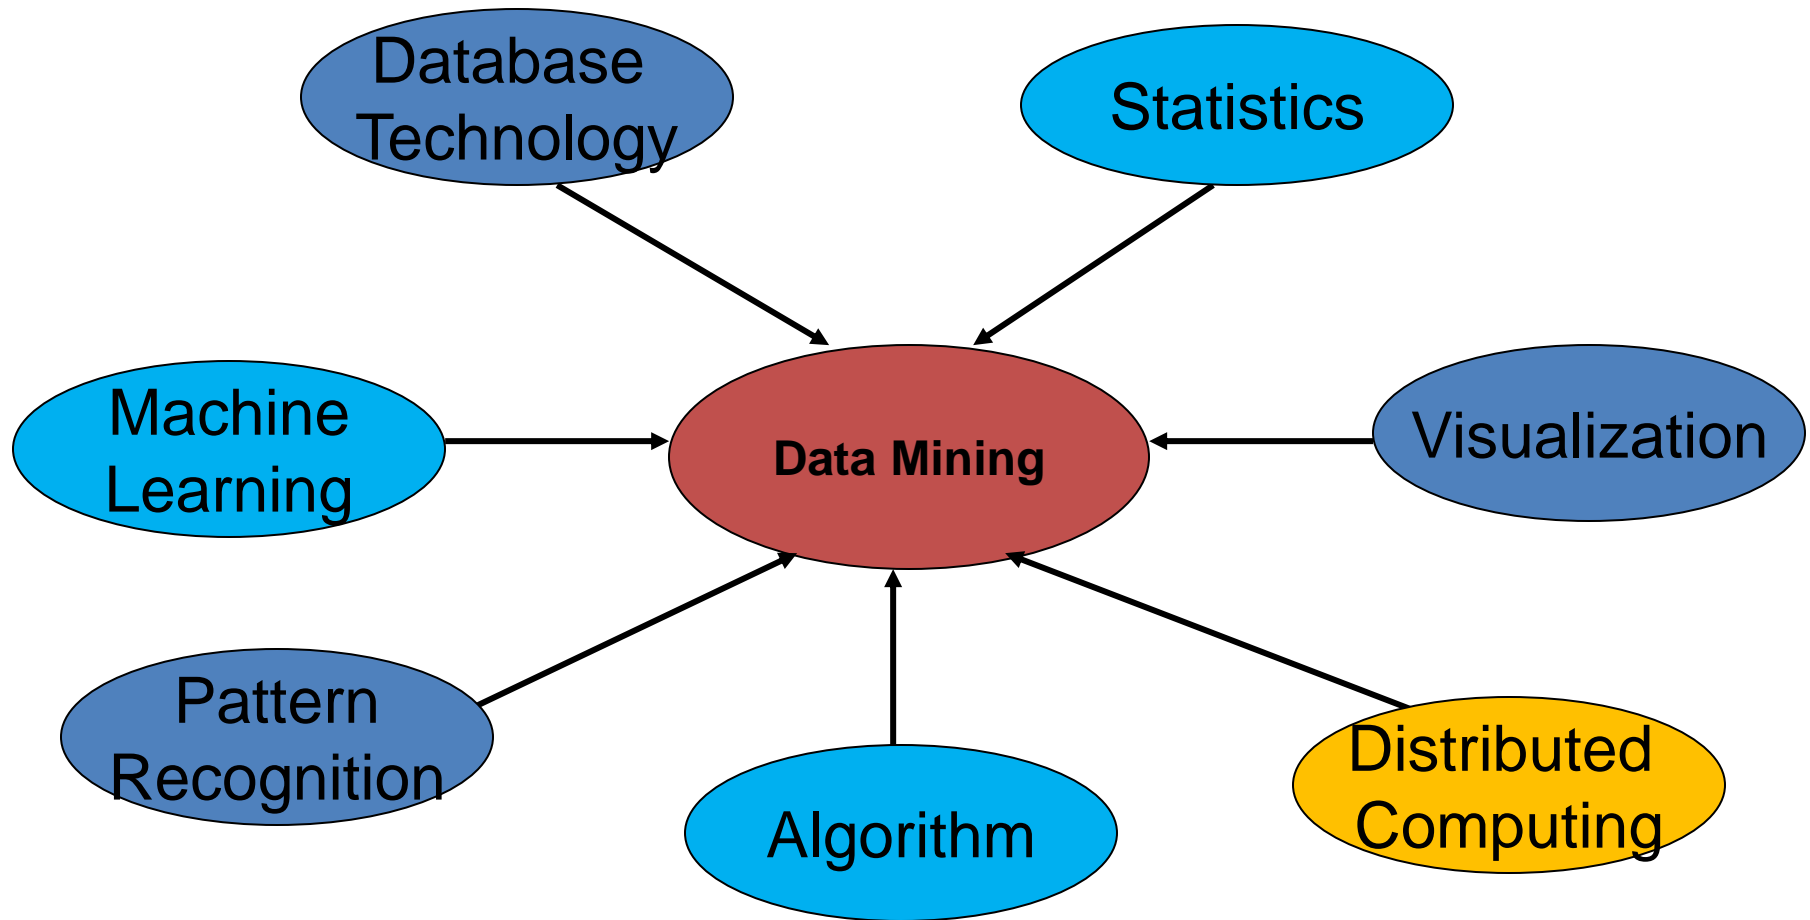 Database
Technology
Statistics
Machine
Learning
Data Mining
Visualization
Pattern
Recognition
Algorithm
Distributed
Computing